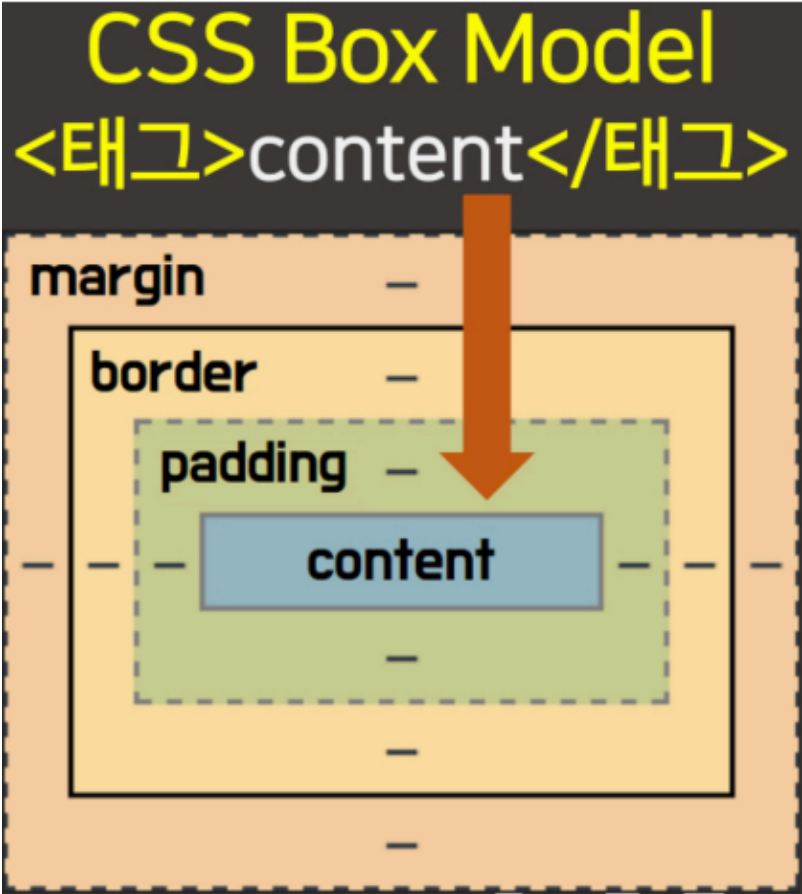 CSS Box Model
<태그>content</태그>
margin
–
border
–
padding
–
– – – content – – –
–
–
–